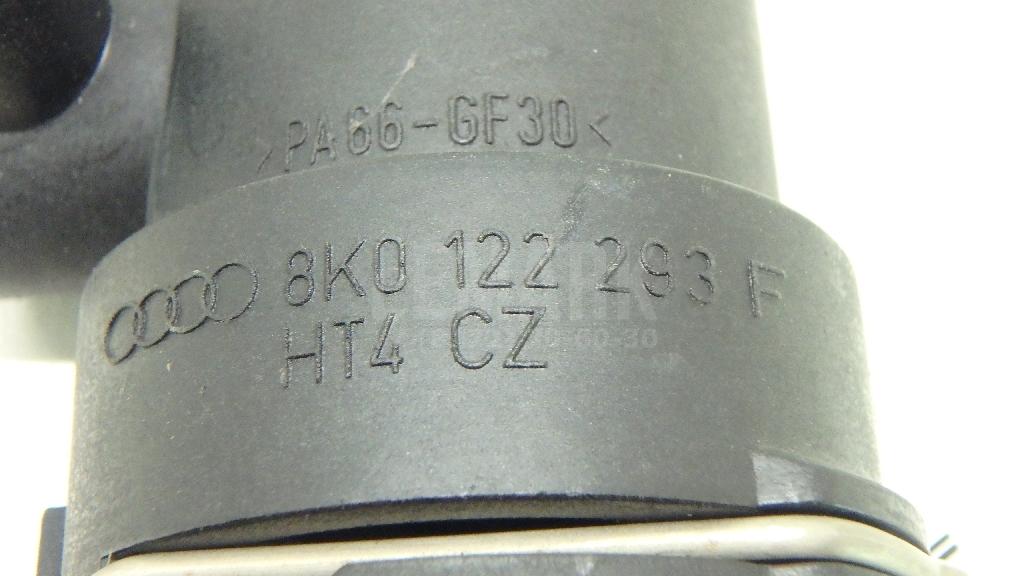 >PA66-GF30<
8K0 122 293 F
HT4 CZ